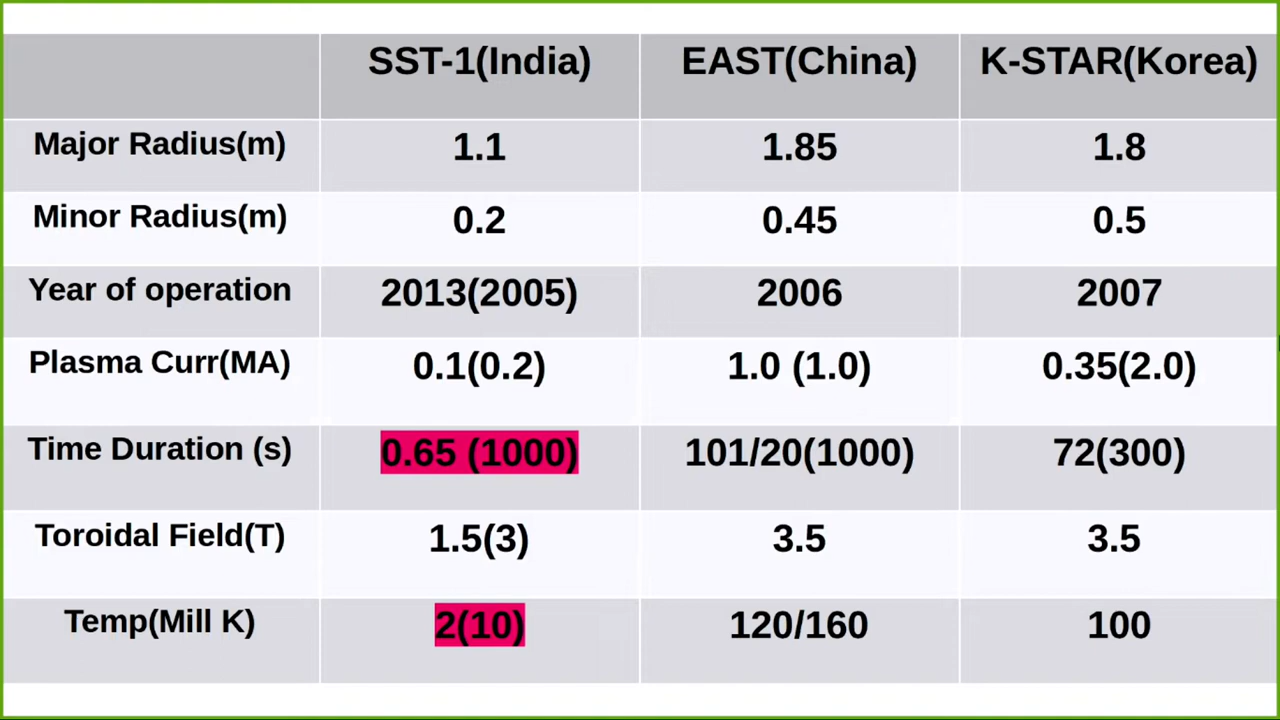 SST-1(India) EAST(China) K-STAR(Korea)
Major Radius(m) 1.1 1.85 1.8
Minor Radius(m) 0.2 0.45 0.5
Year of operation 2013(2005) 2006 2007
Plasma Curr(MA) 0.1(0.2) 1.0 (1.0) 0.35(2.0)
Time Duration (s) 0.65 (1000) 101/20(1000) 72(300)
Toroidal Field(T) 1.5(3) 3.5 3.5
Temp(Mill K) 2(10) 120/160 100